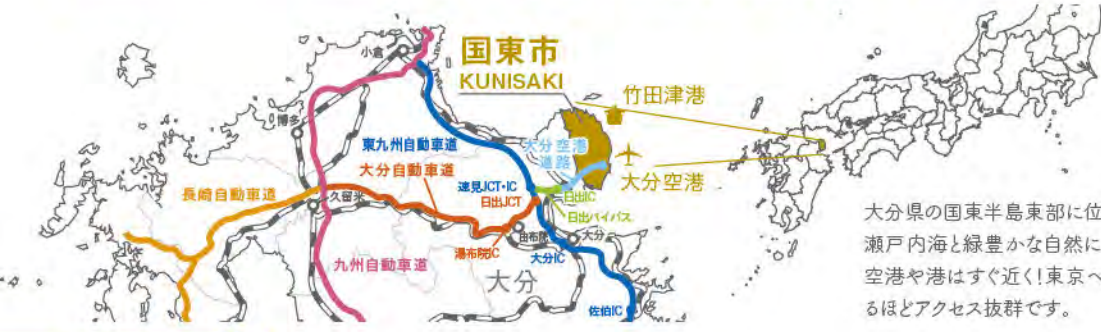 小倉
国東市
KUNISAKI
竹田津港
博多
東九州自動車道
大分空港
道路
大分自動車道
大分空港
速見JCT・IC
長崎自動車道
久留米
日出JCT
日出IC
日出バイパス
由布院
大分
湯布院IC
大分IC
九州自動車道
大分
佐伯IC
大分県の国東半島東部に位
瀬戸内海と緑豊かな自然に
空港や港はすぐ近く!東京へ
るほどアクセス抜群です。